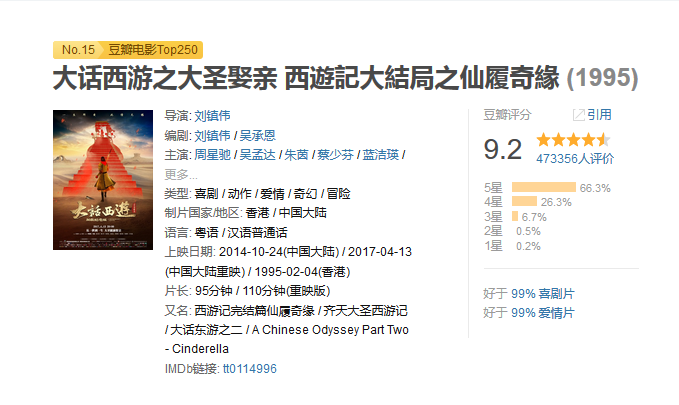 No.15 豆瓣电影Top250
大话西游之大圣娶亲 西遊記大結局之仙履奇緣 (1995)
大话西游
导演: 刘镇伟
编剧: 刘镇伟 / 吴承恩
主演: 周星驰 / 吴孟达 / 朱茵 / 蔡少芬 / 蓝洁瑛 /
更多...
类型: 喜剧 / 动作 / 爱情 / 奇幻 / 冒险
制片国家/地区: 香港 / 中国大陆
语言: 粤语 / 汉语普通话
上映日期: 2014-10-24(中国大陆) / 2017-04-13
(中国大陆重映) / 1995-02-04(香港)
片长: 95分钟 / 110分钟(重映版)
又名: 西游记完结篇仙履奇缘 / 齐天大圣西游记
/ 大话东游之二 / A Chinese Odyssey Part Two
- Cinderella
IMDb链接: tt0114996
豆瓣评分 引用
9.2
473356人评价
5星 66.3%
4星 26.3%
3星 6.7%
2星 0.5%
1星 0.2%
好于 99% 喜剧片
好于 99% 爱情片